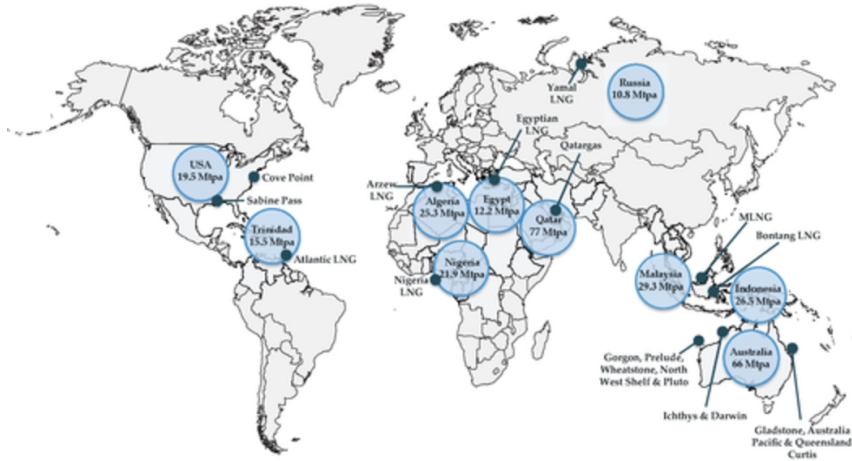 Yamal
LNG
Russia
10.8 Mtpa
Egyptian
LNG
Qatargas
USA
19.5 Mtpa
Cove Point
Sabine Pass
Arzew
LNG
Algeria
25.3 Mtpa
Egypt
12.2 Mtpa
Qatar
77 Mtpa
Trinidad
15.5 Mtpa
Atlantic LNG
Nigeria
21.9 Mtpa
Nigeria
LNG
MLNG
Bontang LNG
Malaysia
29.3 Mtpa
Indonesia
26.5 Mtpa
Australia
66 Mtpa
Gorgon, Prelude,
Wheatstone, North
West Shelf & Pluto
Ichthys & Darwin
Gladstone, Australia
Pacific & Queensland
Curtis